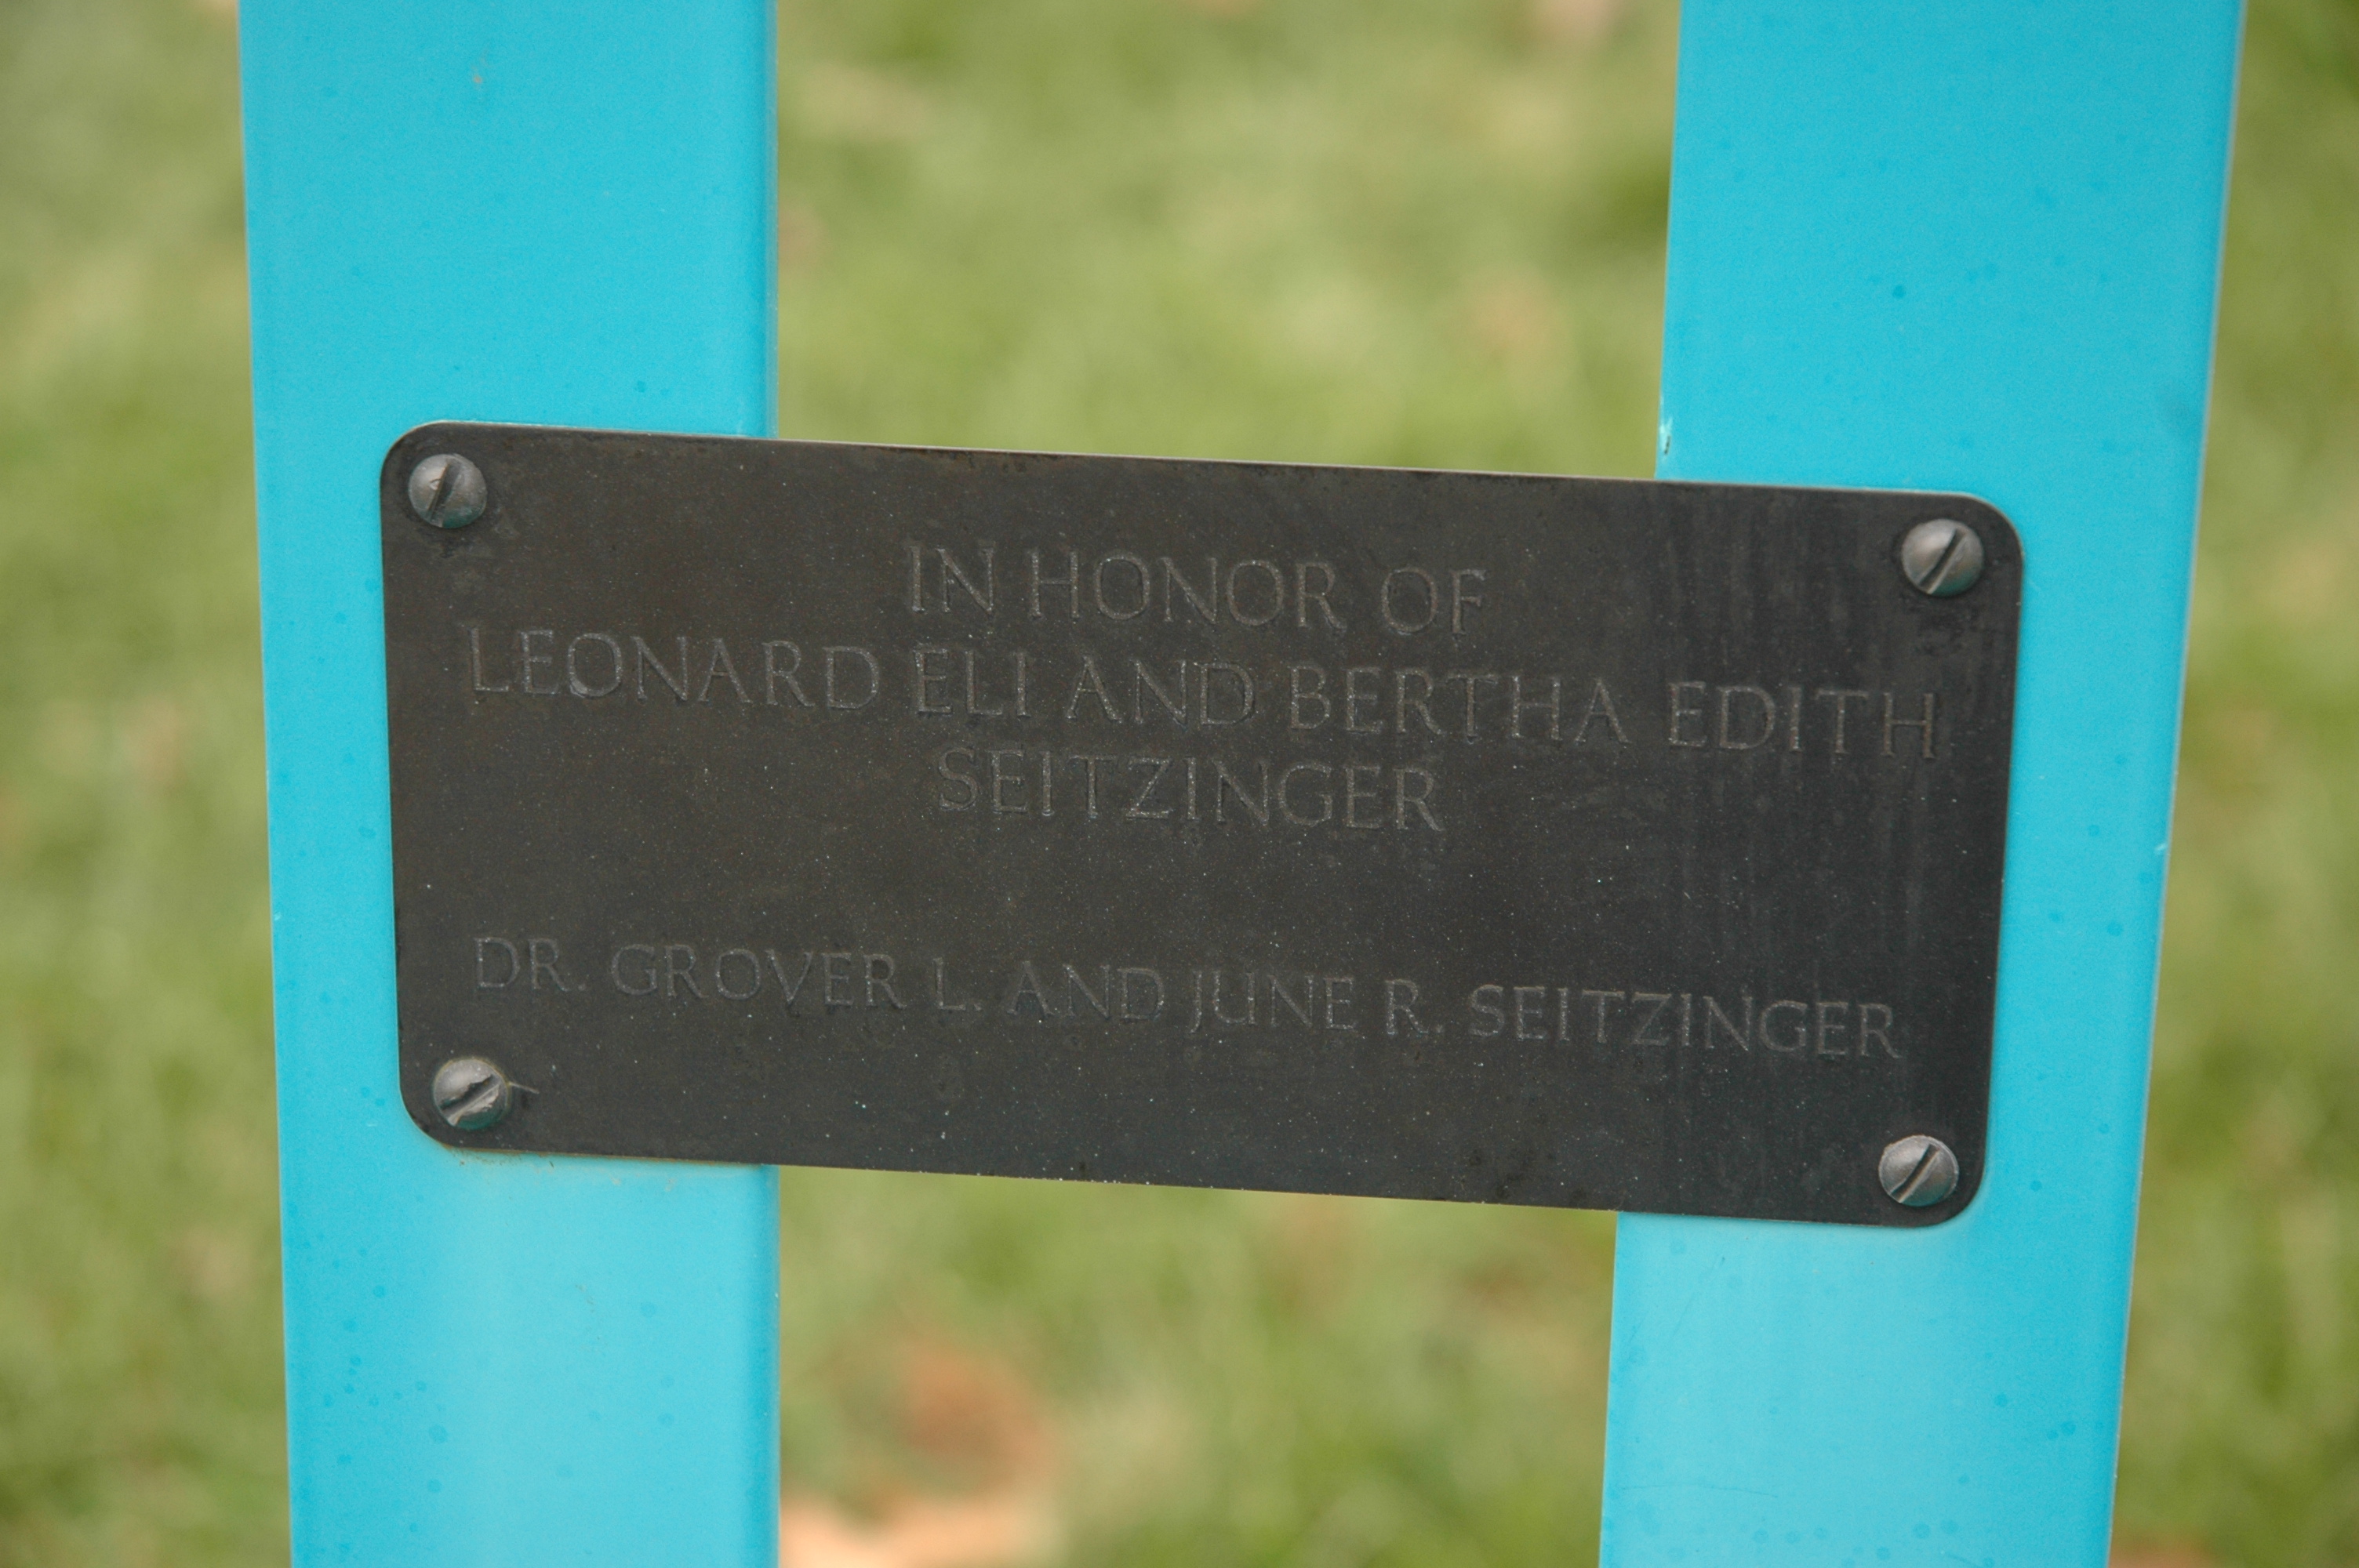 IN HONOR OF
LEONARD ELI AND BERTHA EDITH
SEITZINGER
DR. GROVER L. AND JUNE R. SEITZINGER